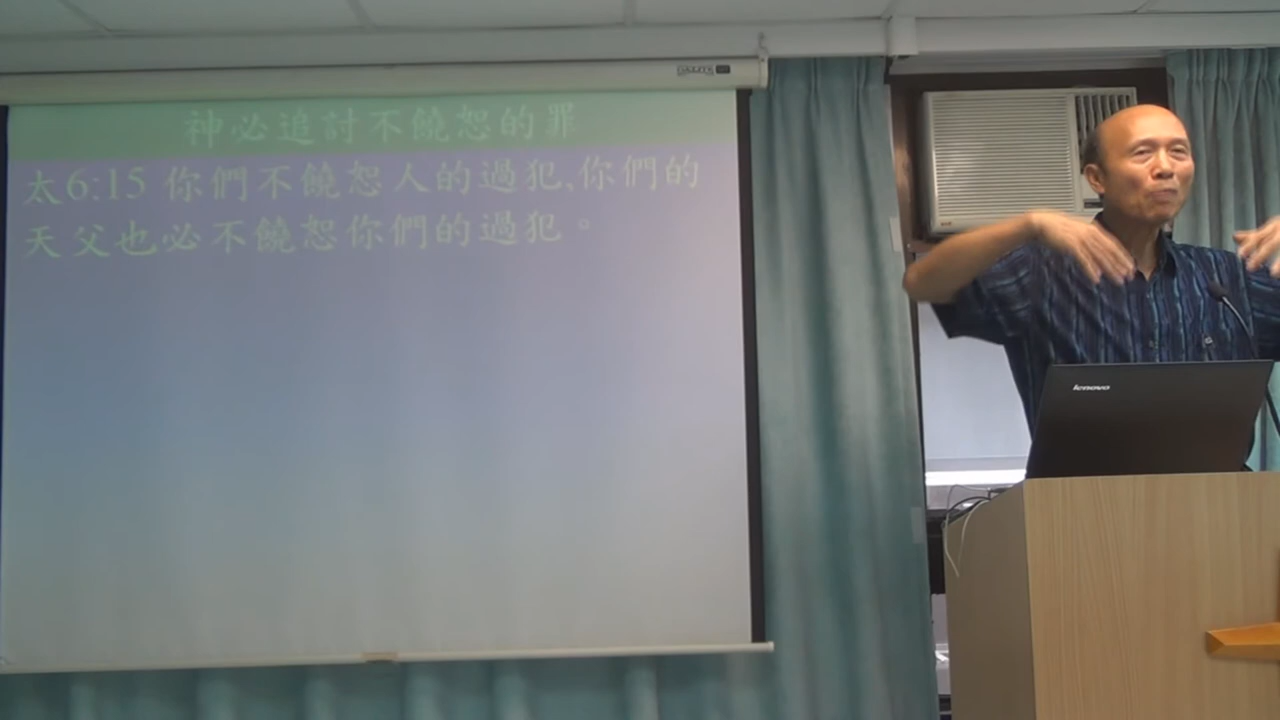 神必追討不饒恕的罪
太6:15 你們不饒恕人的過犯,你們的
天父也必不饒恕你們的過犯。
lenovo